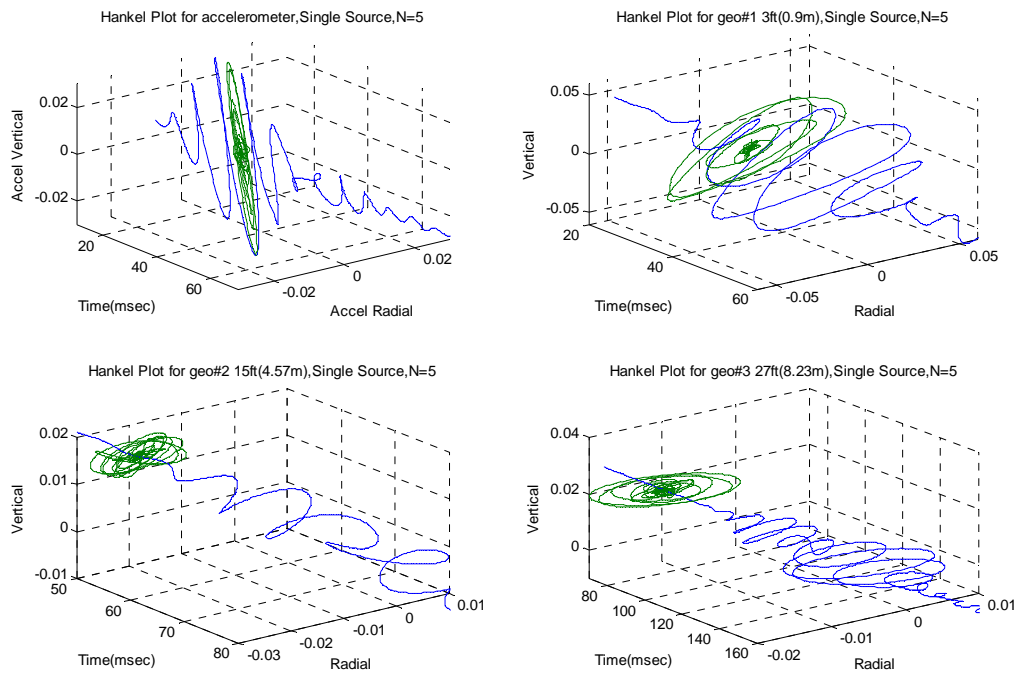 Hankel Plot for accelerometer,Single Source,N=5
0.02
0
-0.02
Accel Vertical
20
40
60
Time(msec)
-0.02
0
0.02
Accel Radial
Hankel Plot for geo#1 3ft(0.9m),Single Source,N=5
0.05
0
-0.05
Vertical
20
40
60
Time(msec)
-0.05
0
0.05
Radial
Hankel Plot for geo#2 15ft(4.57m),Single Source,N=5
0.02
0.01
0
-0.01
Vertical
50
60
70
80
Time(msec)
-0.03
-0.02
-0.01
0
0.01
Radial
Hankel Plot for geo#3 27ft(8.23m),Single Source,N=5
0.04
0.02
0
Vertical
80
100
120
140
160
Time(msec)
-0.02
-0.01
0
0.01
Radial